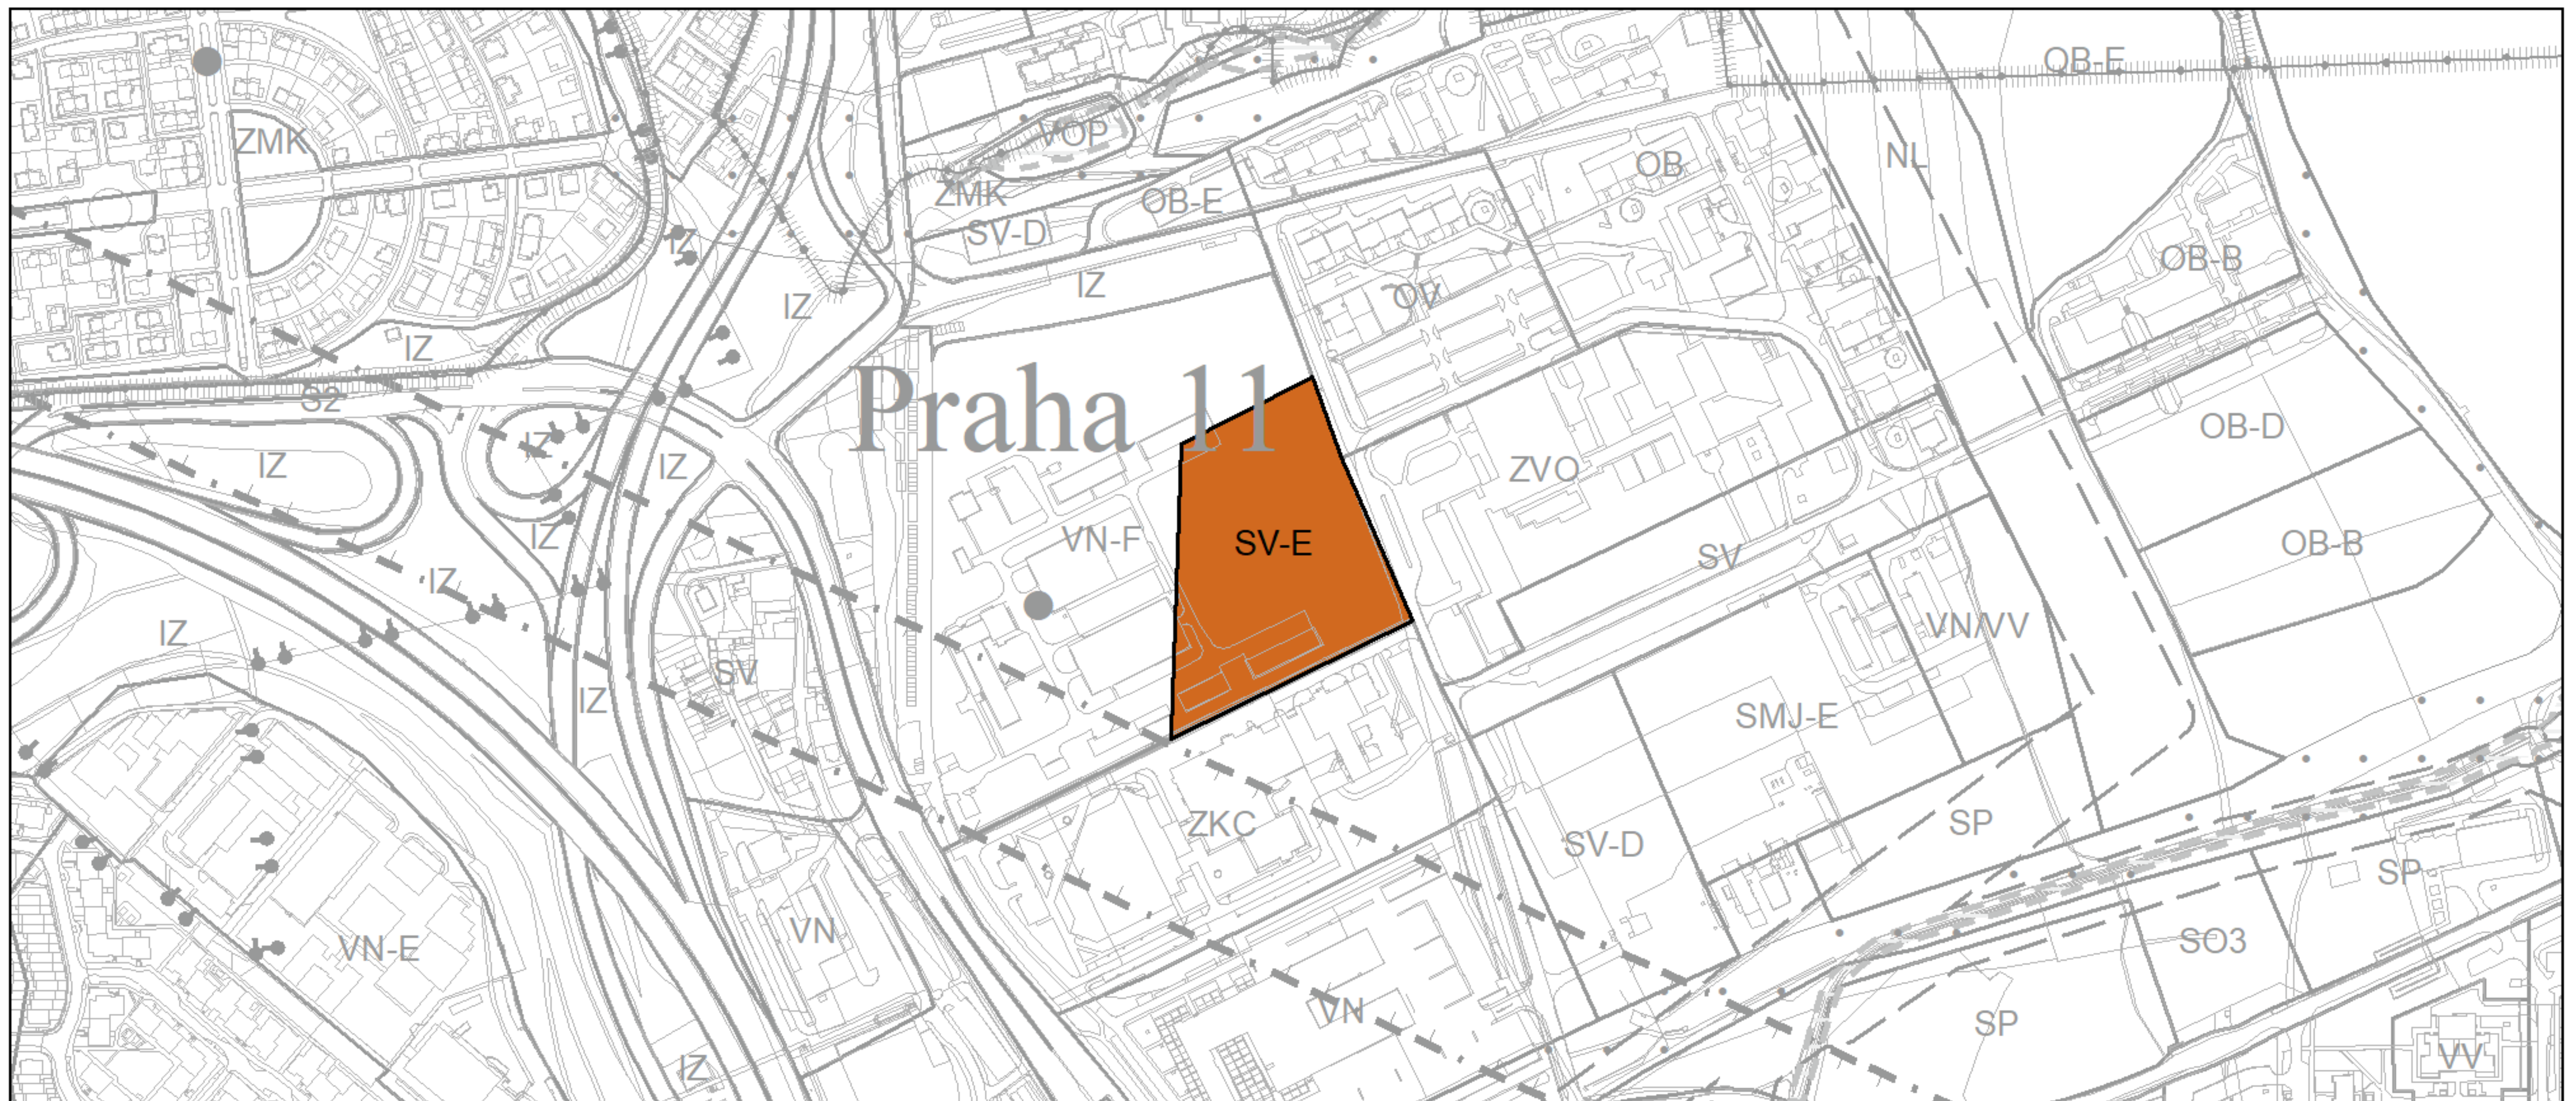 OB-E
ZMK
VOP
NL
OB
ZMK
OB-E
SV-D
OB-B
IZ
IZ
OV
IZ
IZ
S2
Praha 11
OB-D
IZ
IZ
IZ
ZVO
IZ
VN-F
SV-E
OB-B
SV
IZ
IZ
VN/VV
SV
IZ
SMJ-E
ZKC
SP
SV-D
SP
VN
VN-E
SO3
VN
SP
VV
IZ